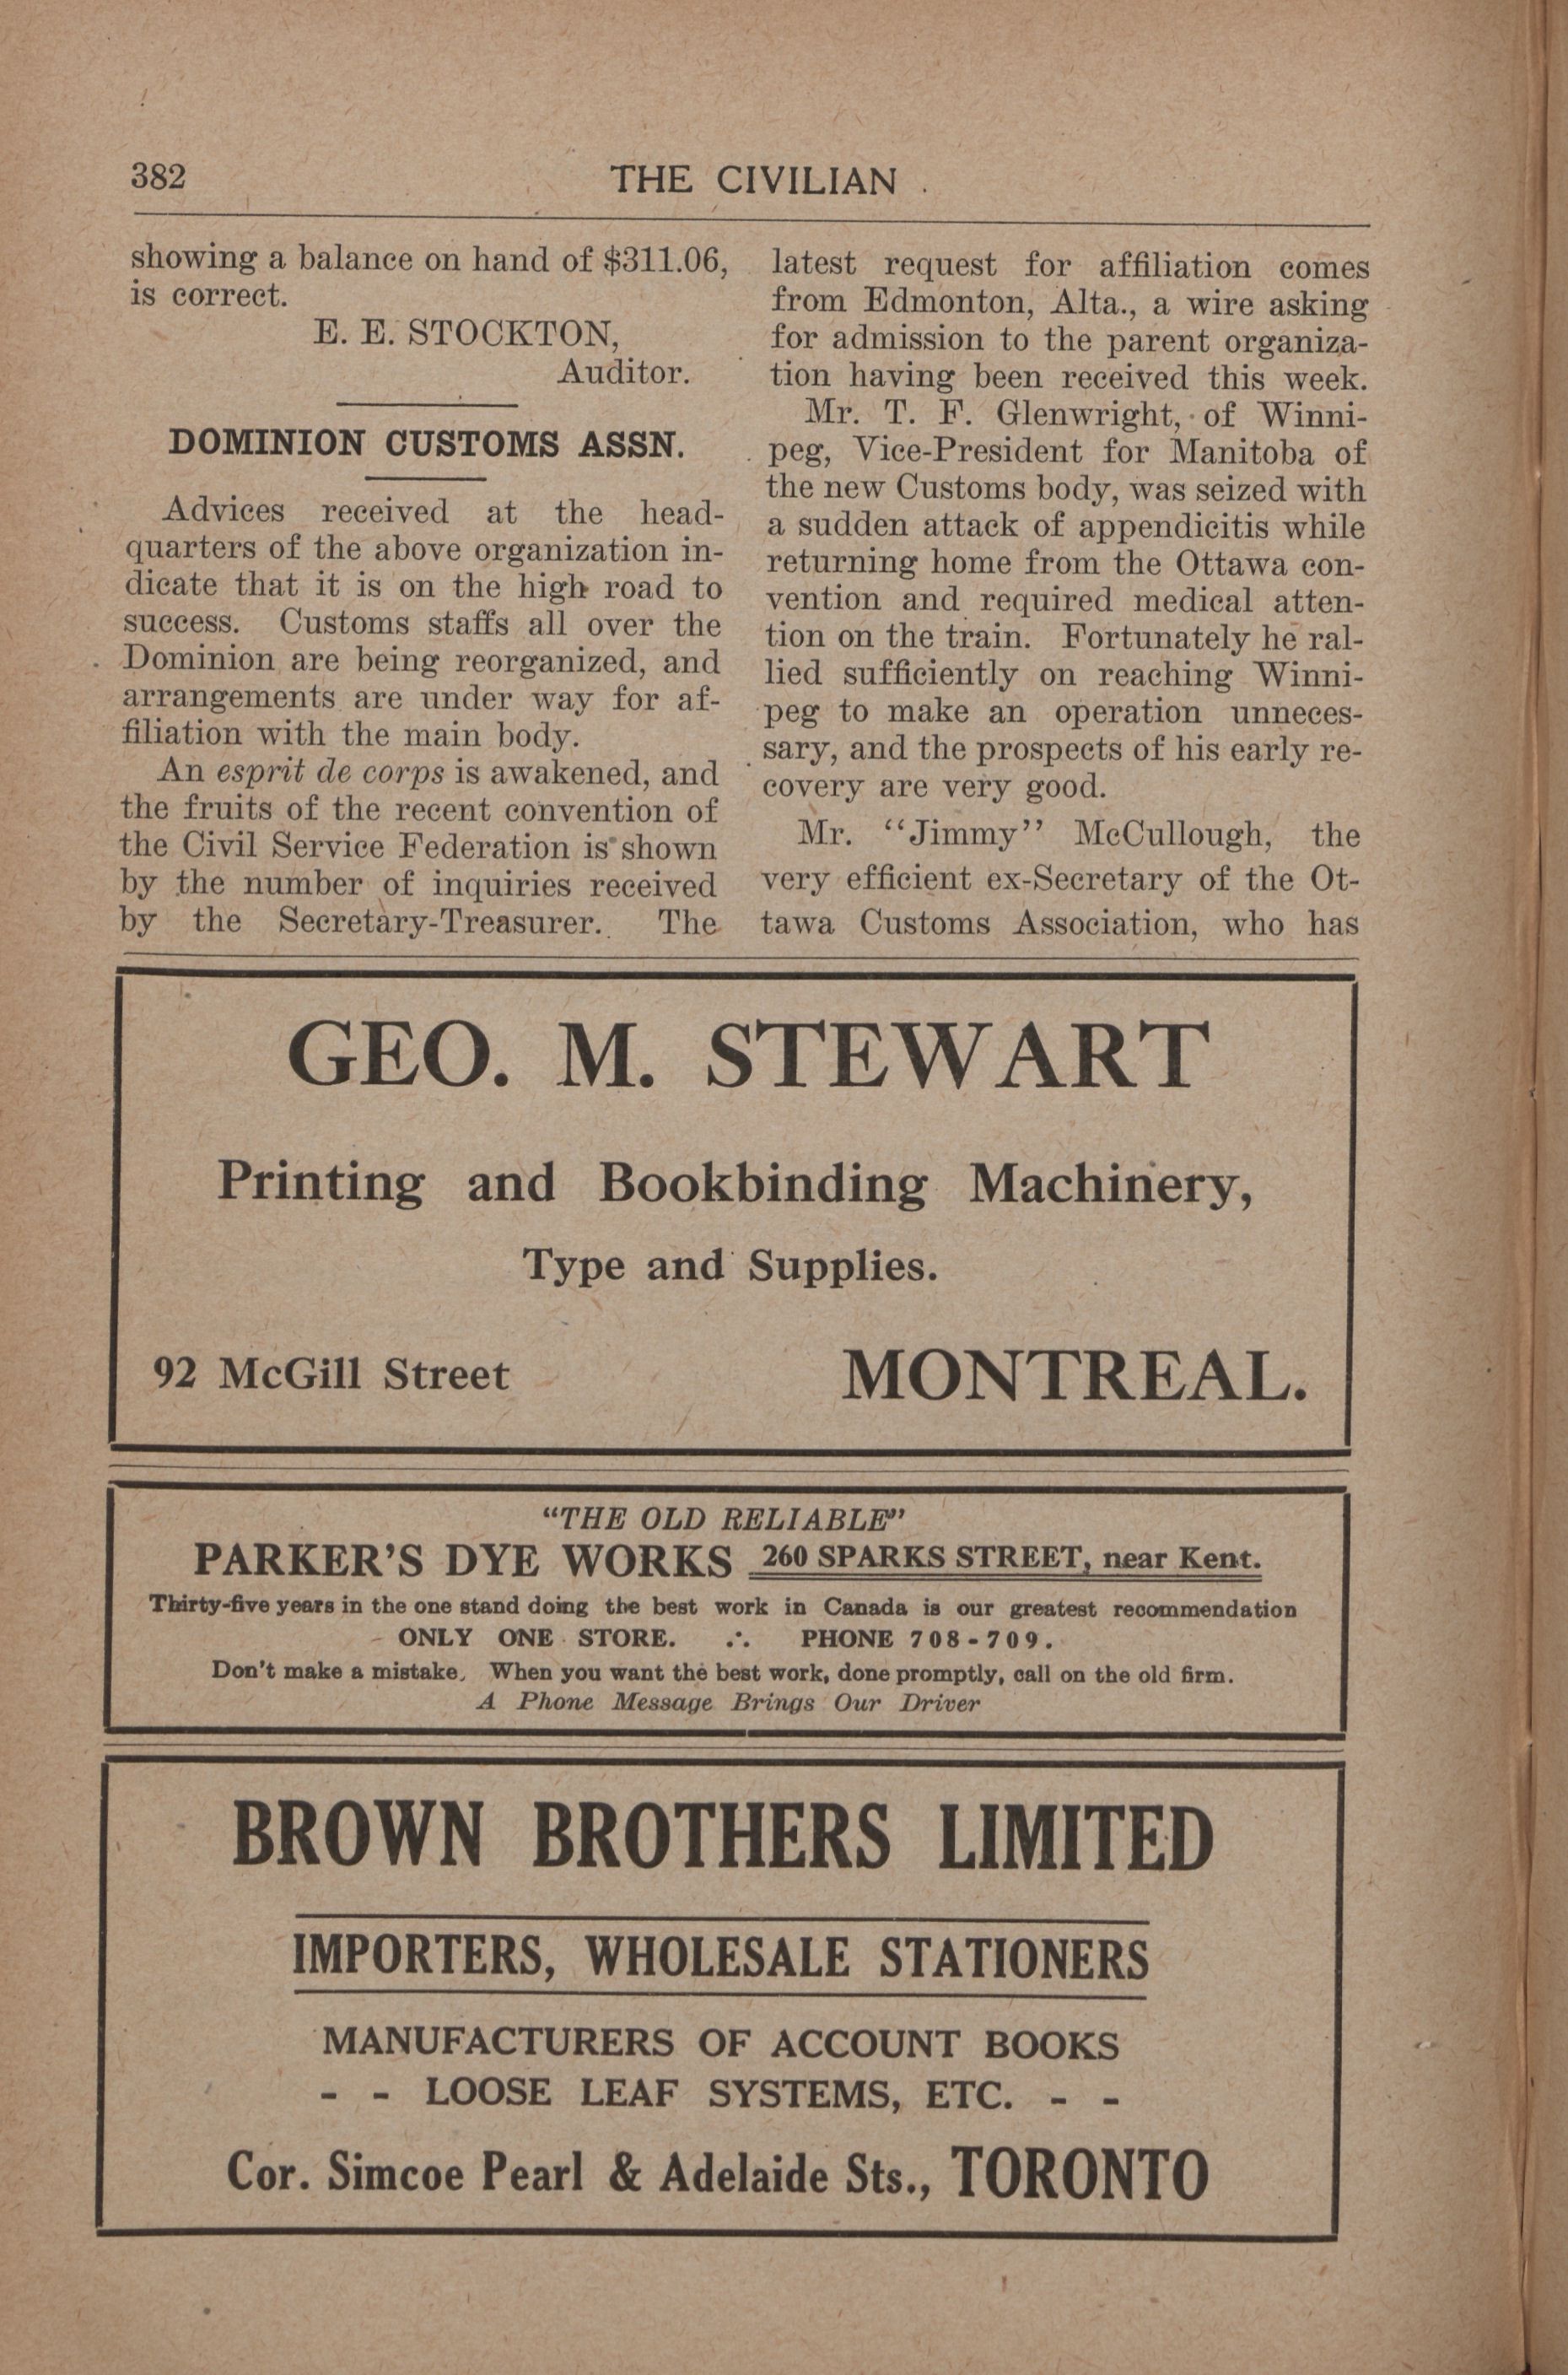 382
THE CIVILIAN
showing a balance on hand of $311.06,
is correct.
E. E. STOCKTON,
Auditor.
DOMINION CUSTOMS ASSN.
Advices received at the head-
quarters of the above organization in-
dicate that it is on the high road to
success. Customs staffs all over the
Dominion are being reorganized, and
arrangements are under way for af-
filiation with the main body.
An esprit de corps is awakened, and
the fruits of the recent convention of
the Civil Service Federation is shown
by the number of inquiries received
by the Secretary-Treasurer. The
latest request for affiliation comes
from Edmonton, Alta., a wire asking
for admission to the parent organiza-
tion having been received this week.
Mr. T. F. Glenwright, of Winni-
peg, Vice-President for Manitoba of
the new Customs body, was seized with
a sudden attack of appendicitis while
returning home from the Ottawa con-
vention and required medical atten-
tion on the train. Fortunately he ral-
lied sufficiently on reaching Winni-
peg to make an operation unneces-
sary, and the prospects of his early re-
covery are very good.
Mr. “Jimmy” McCullough, the
very efficient ex-Secretary of the Ot-
tawa Customs Association, who has
GEO. M. STEWART
Printing and Bookbinding Machinery,
Type and Supplies.
92 McGill Street MONTREAL.
“THE OLD RELIABLE”
PARKER'S DYE WORKS 260 SPARKS STREET, near Kent.
Thirty-five years in the one stand doing the best work in Canada is our greatest recommendation
ONLY ONE STORE. ∴ PHONE 708-709.
Don't make a mistake. When you want the best work, done promptly, call on the old firm.
A Phone Message Brings Our Driver
BROWN BROTHERS LIMITED
IMPORTERS, WHOLESALE STATIONERS
MANUFACTURERS OF ACCOUNT BOOKS
- - LOOSE LEAF SYSTEMS, ETC. - -
Cor. Simcoe Pearl & Adelaide Sts., TORONTO